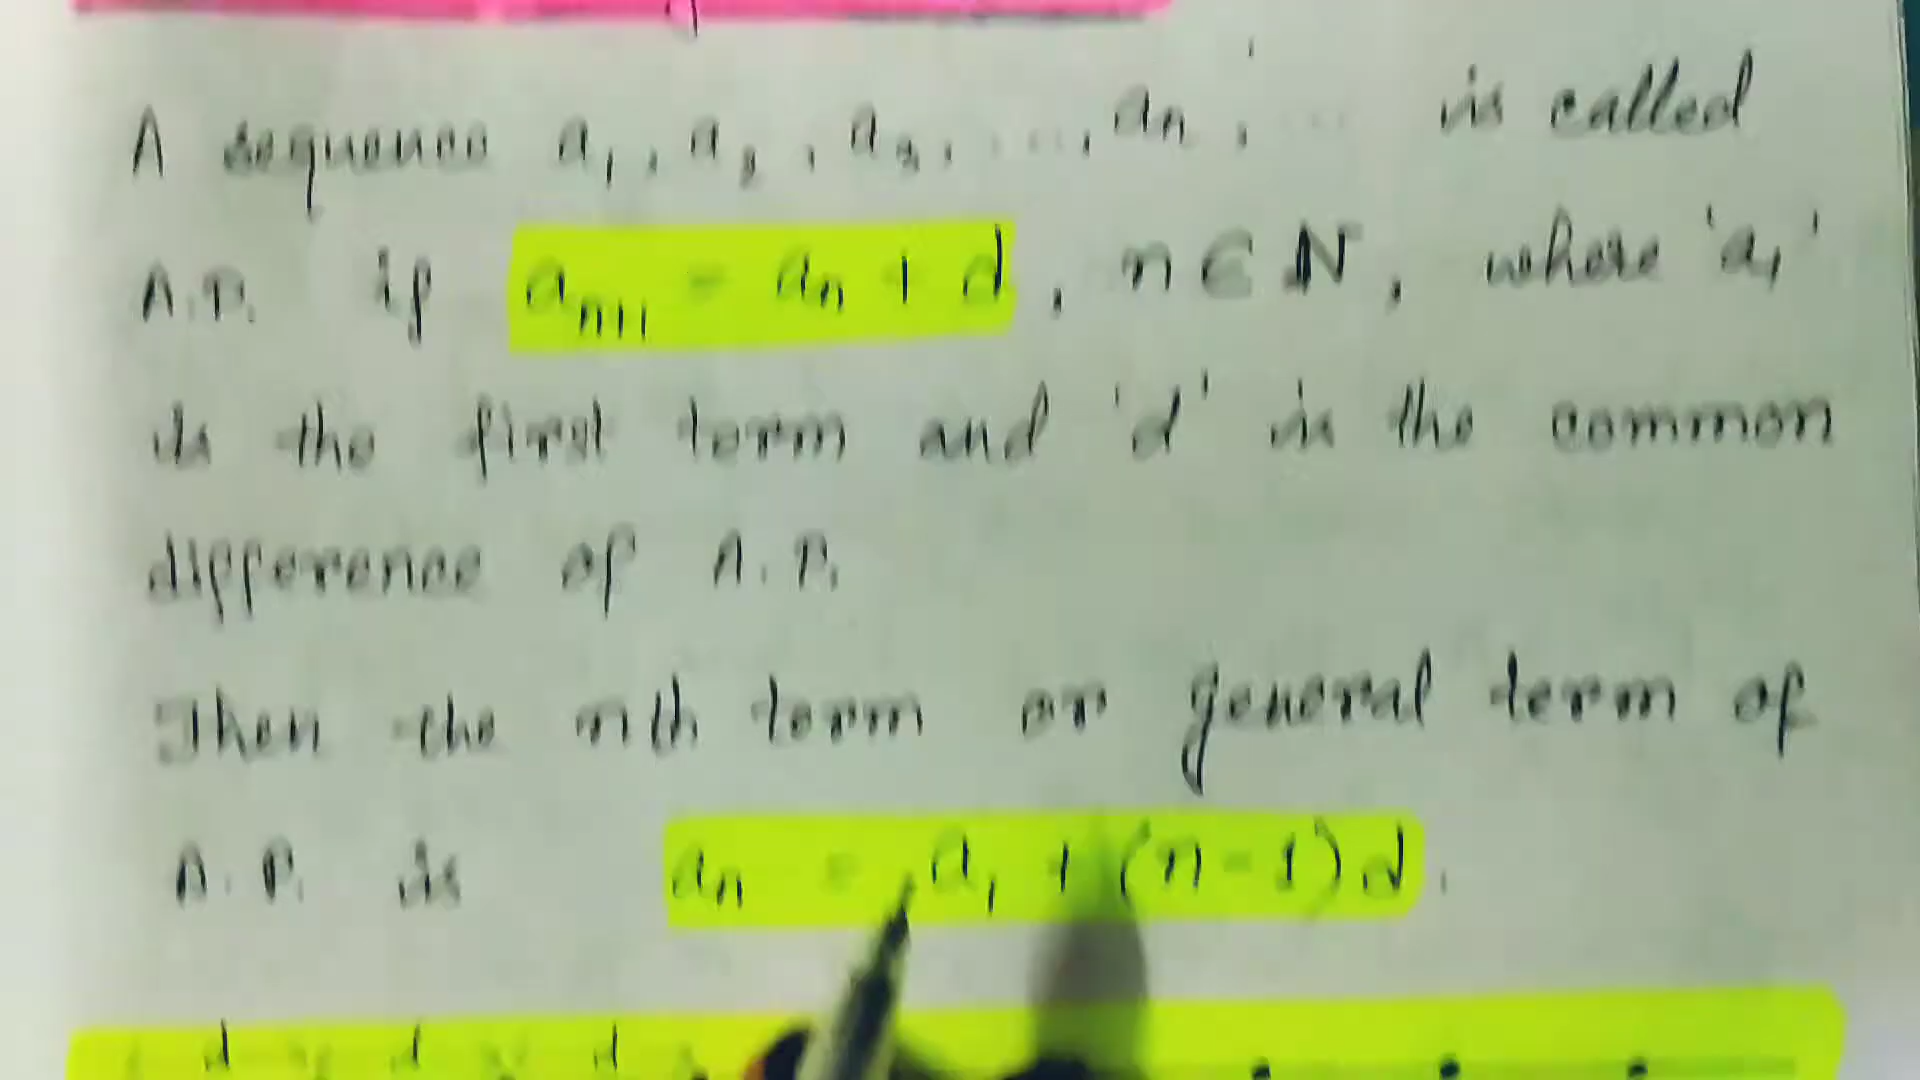 A sequence a₁, a₂, a₃, ..., aₙ, ... is called
A.P. if aₙ₊₁ = aₙ + d, n ∈ N, where 'a₁'
is the first term and 'd' is the common
difference of A.P.
Then the nth term or general term of
A.P. is aₙ = a₁ + (n-1)d.
d d d